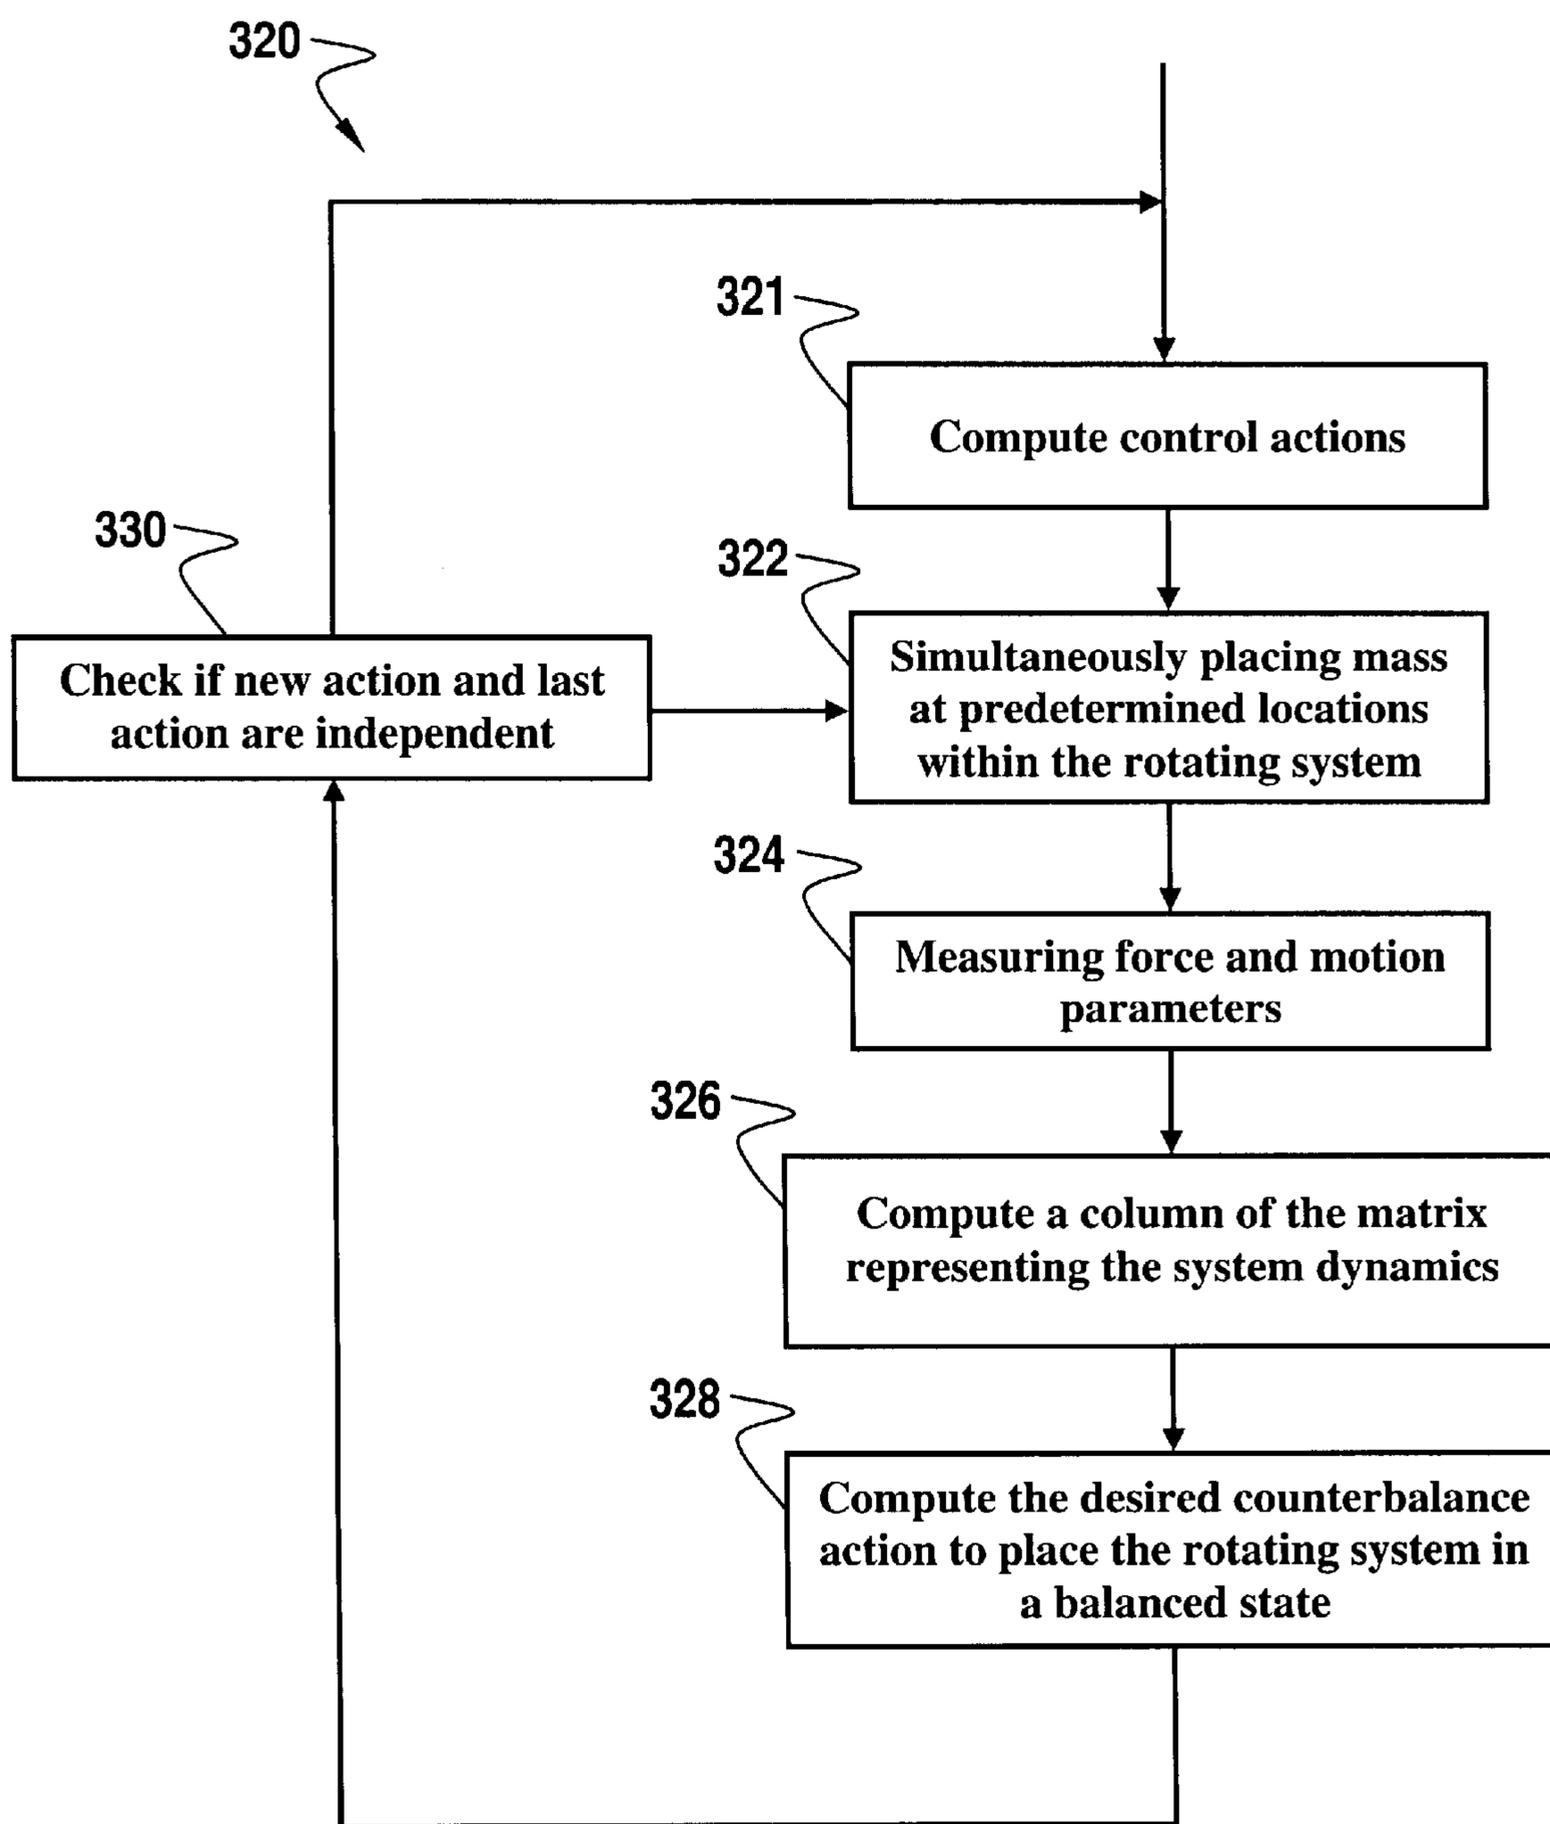 320
321
Compute control actions
330
322
Check if new action and last
action are independent
Simultaneously placing mass
at predetermined locations
within the rotating system
324
Measuring force and motion
parameters
326
Compute a column of the matrix
representing the system dynamics
328
Compute the desired counterbalance
action to place the rotating system in
a balanced state